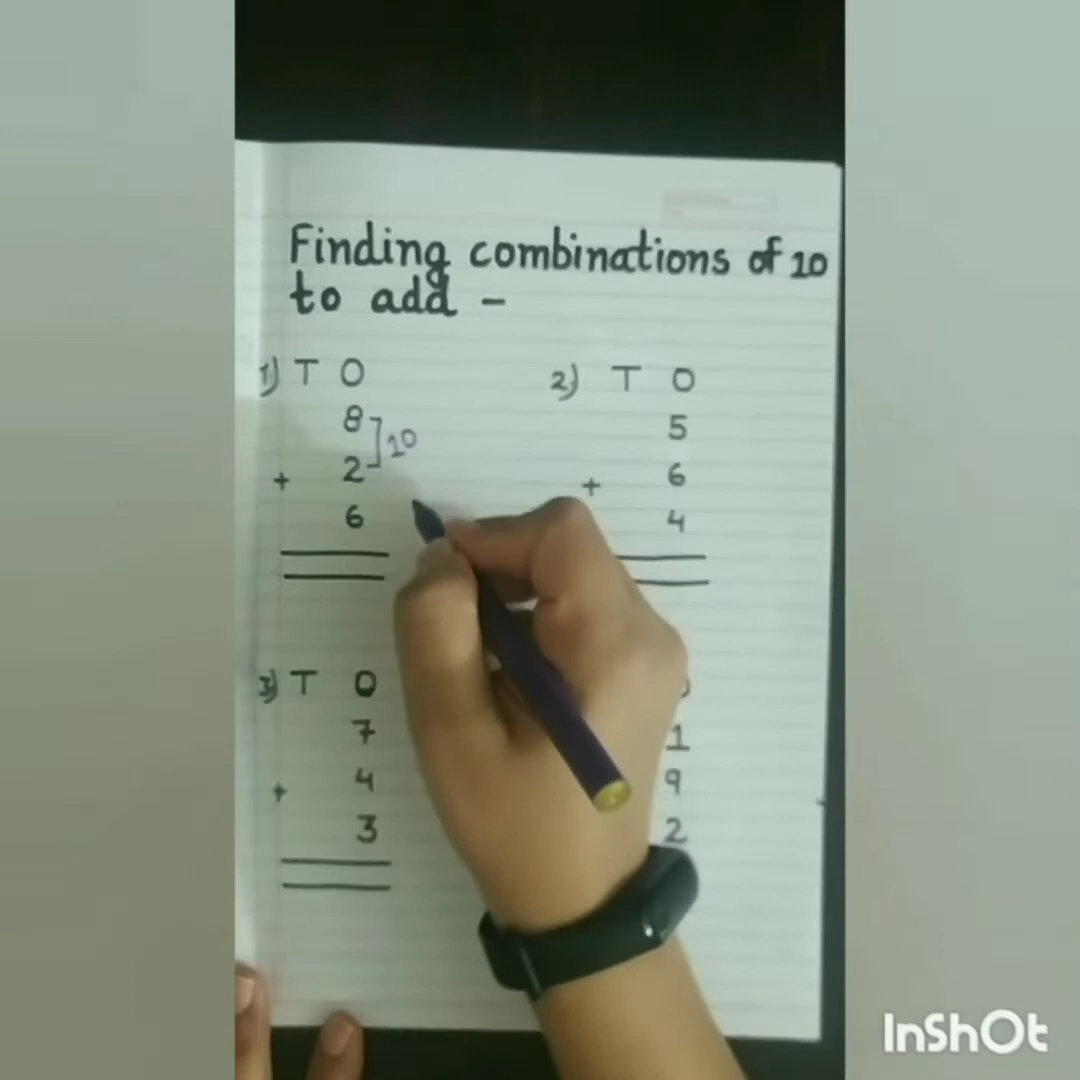 Finding combinations of 10
to add -
1) T O
8
] 10
+ 2
6
2) T O
5
+ 6
4
3) T O
7
+ 4
3
1
9
2
InShOt